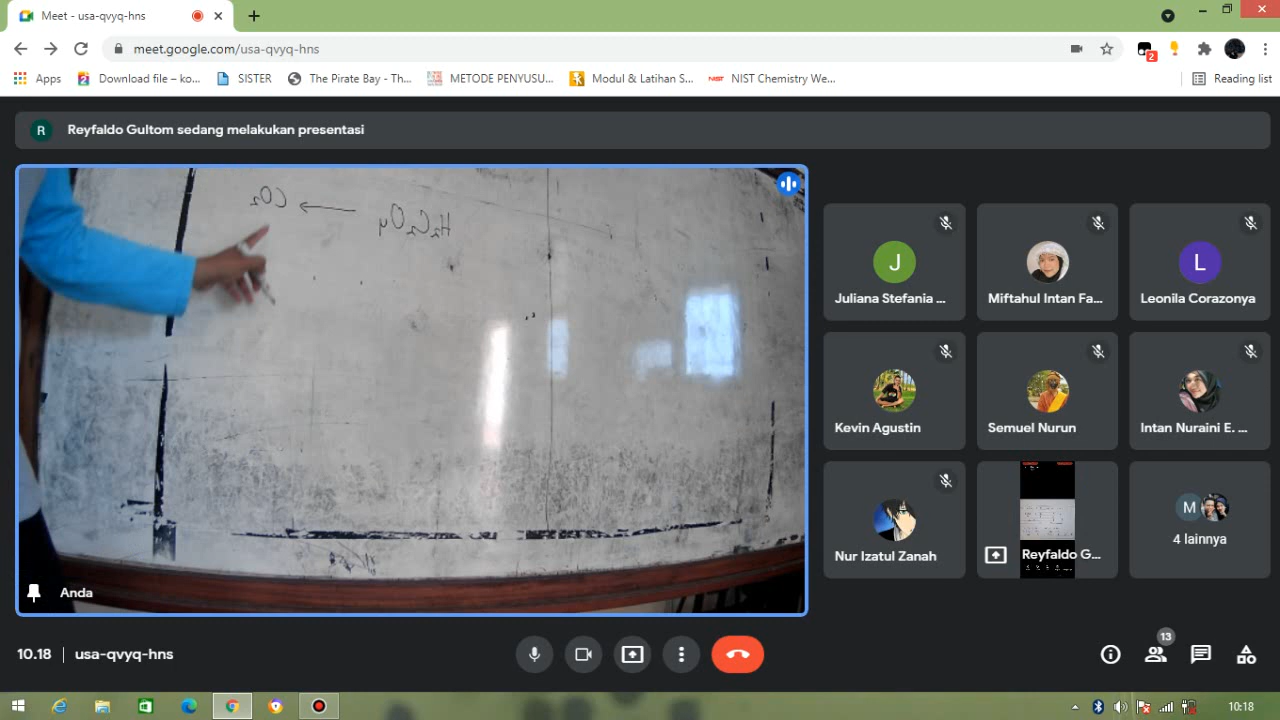 Meet - usa-qvyq-hns
meet.google.com/usa-qvyq-hns
2
Apps
Download file – ko...
SISTER
The Pirate Bay - Th...
METODE PENYUSU...
Modul & Latihan S...
NIST
NIST Chemistry We...
Reading list
R
Reyfaldo Gultom sedang melakukan presentasi
H₂C₂O₄ → CO₂
Anda
J
Juliana Stefania ...
Miftahul Intan Fa...
L
Leonila Corazonya
Kevin Agustin
Semuel Nurun
Intan Nuraini E. ...
Nur Izatul Zanah
Reyfaldo G...
M
4 lainnya
10.18 | usa-qvyq-hns
13
10:18